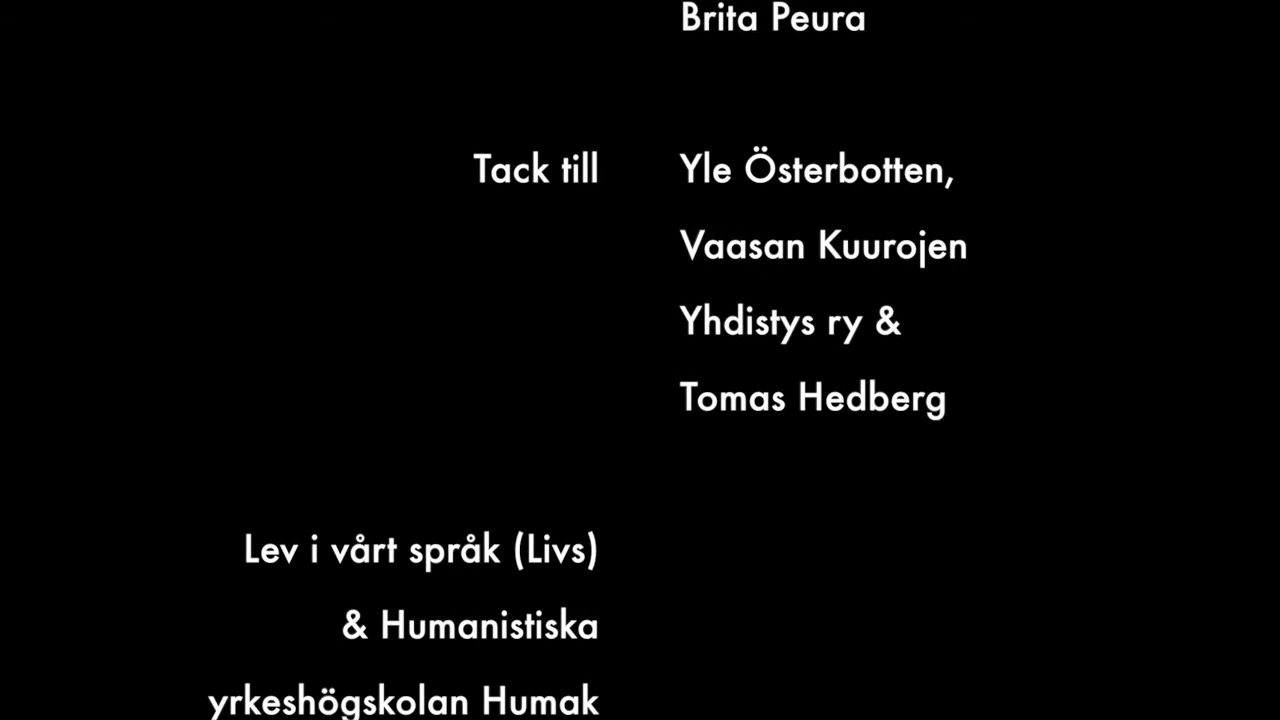 Brita Peura
Tack till Yle Österbotten,
Vaasan Kuurojen
Yhdistys ry &
Tomas Hedberg
Lev i vårt språk (Livs)
& Humanistiska
yrkeshögskolan Humak